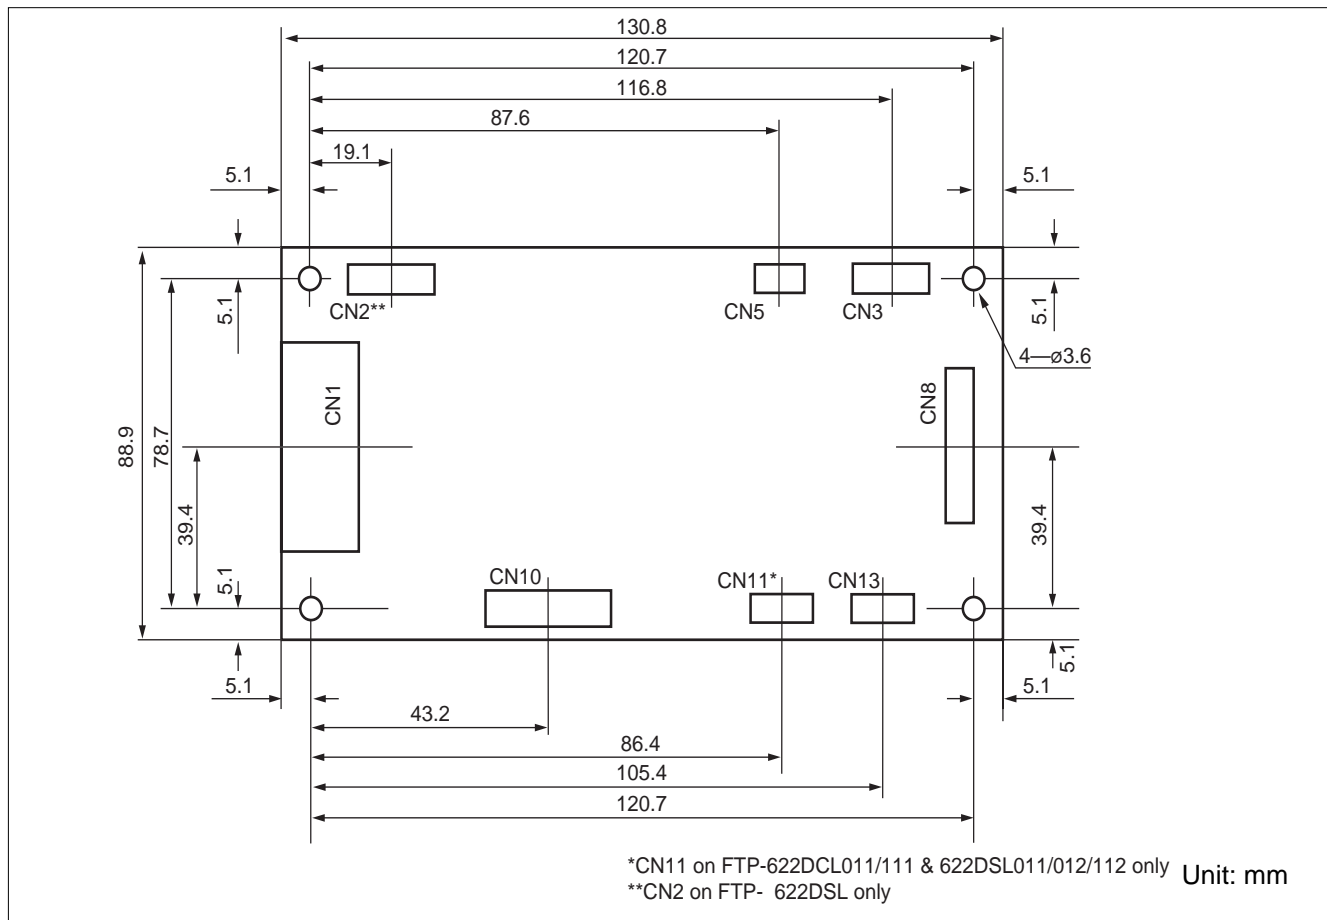 130.8
120.7
116.8
87.6
19.1
5.1
5.1
CN2**
CN5
CN3
5.1
5.1
4—ø3.6
CN1
CN8
88.9
78.7
39.4
39.4
5.1
CN10
CN11*
CN13
5.1
5.1
5.1
43.2
86.4
105.4
120.7
*CN11 on FTP-622DCL011/111 & 622DSL011/012/112 only
Unit: mm
**CN2 on FTP- 622DSL only